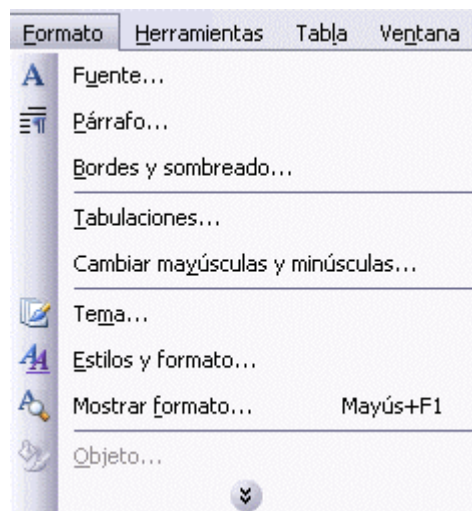 Formato Herramientas Tabla Ventana
Fuente...
Párrafo...
Bordes y sombreado...
Tabulaciones...
Cambiar mayúsculas y minúsculas...
Tema...
Estilos y formato...
Mostrar formato... Mayús+F1
Objeto...